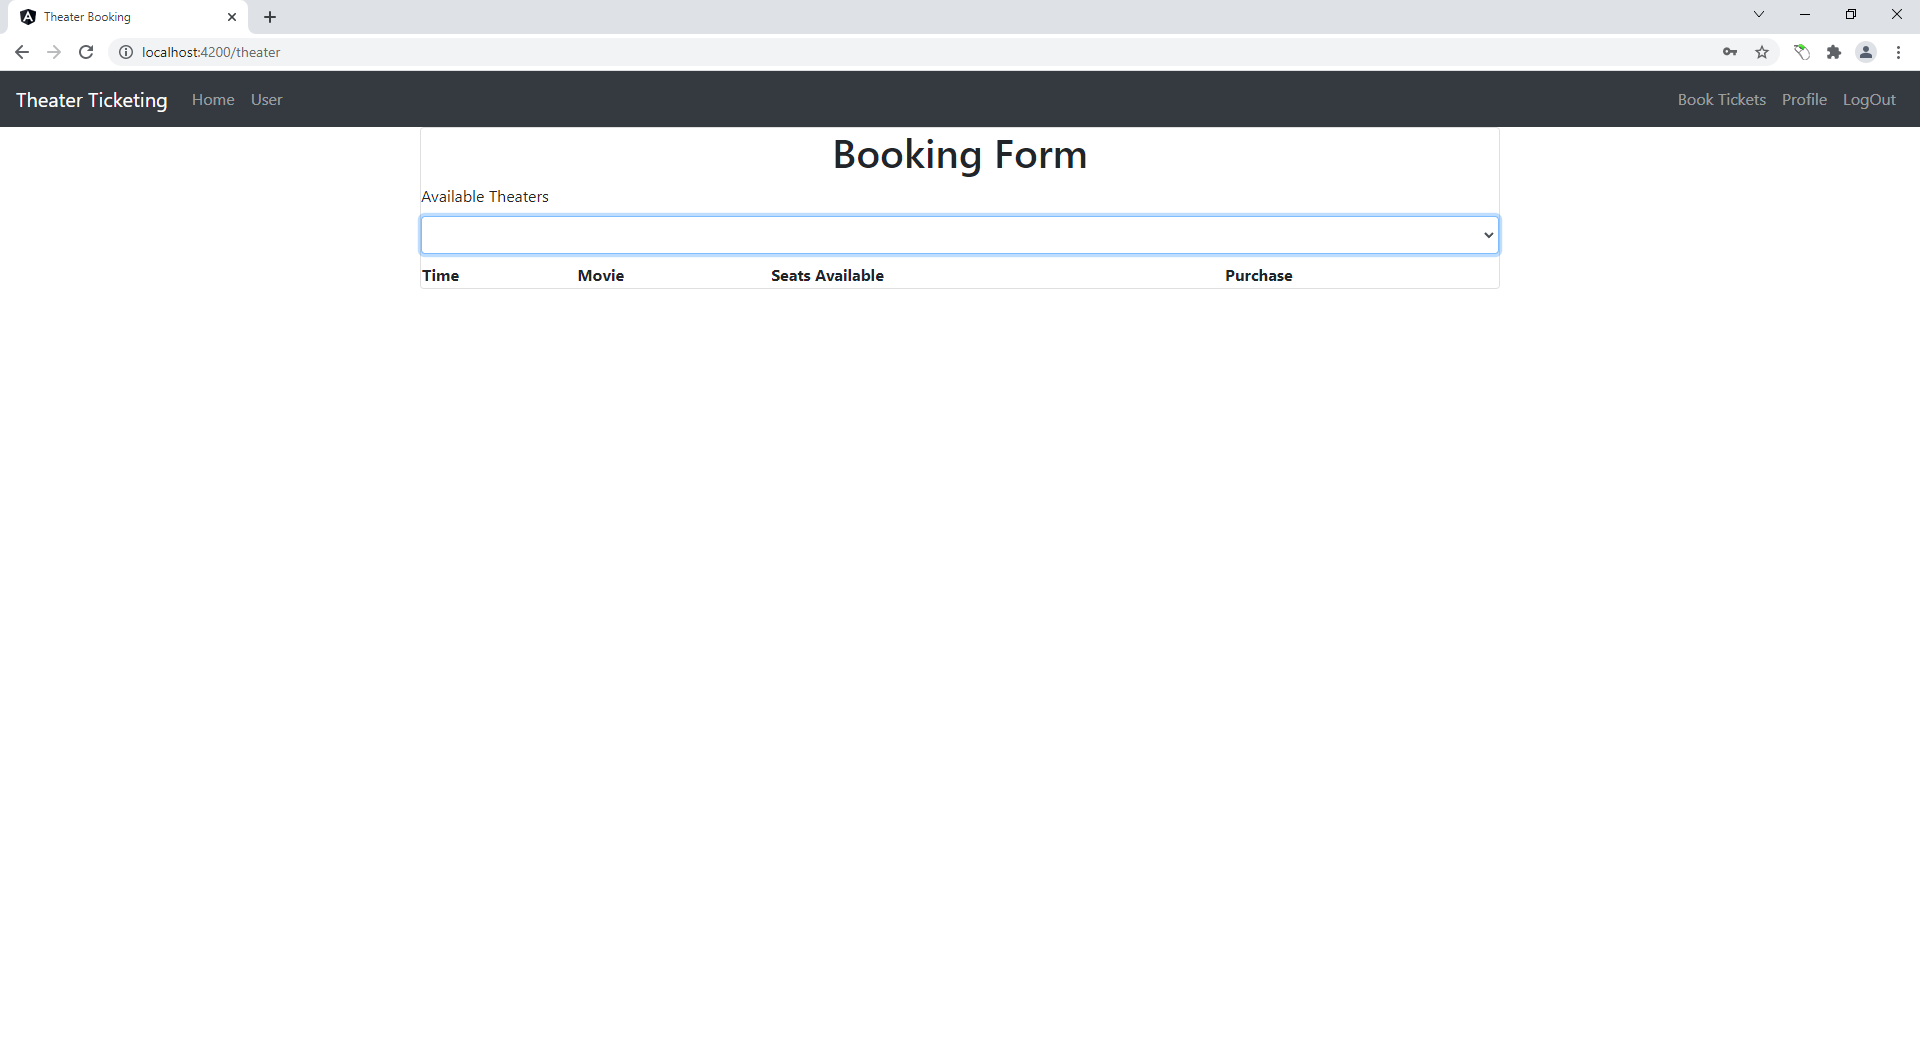 Theater Booking
localhost:4200/theater
Theater Ticketing Home User Book Tickets Profile LogOut
Booking Form
Available Theaters
Time Movie Seats Available Purchase